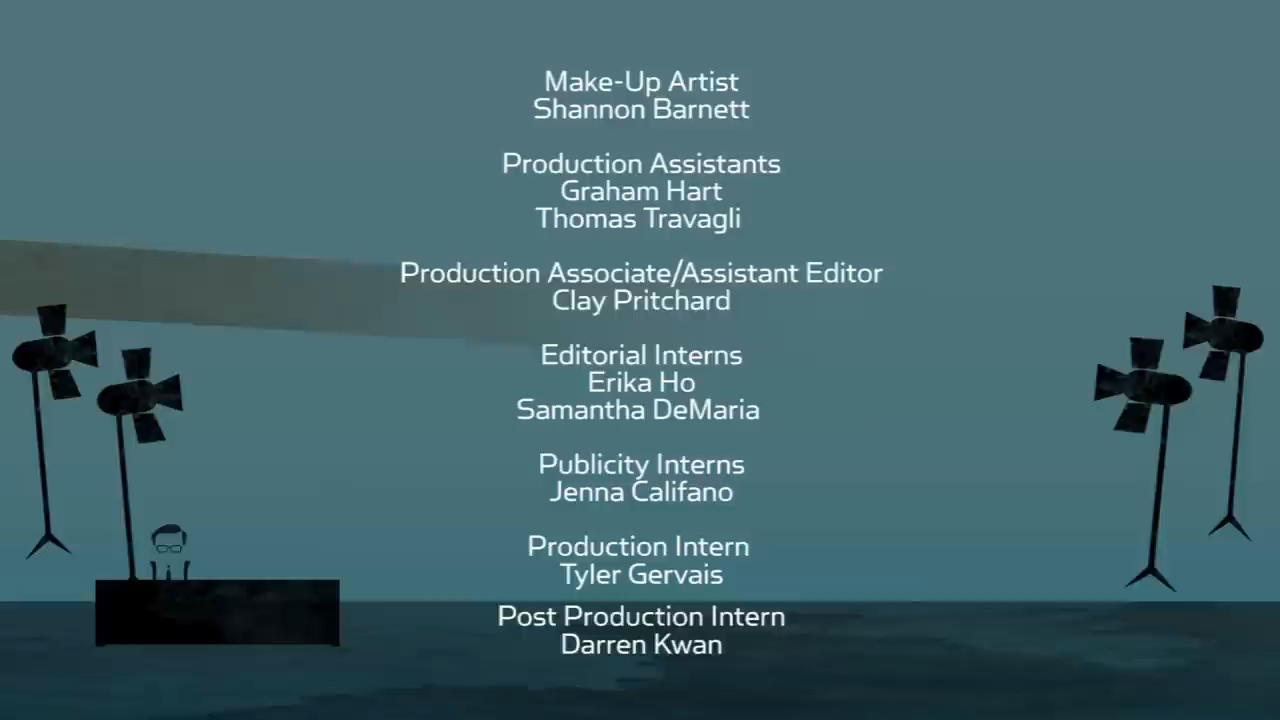 Make-Up Artist
Shannon Barnett
Production Assistants
Graham Hart
Thomas Travagli
Production Associate/Assistant Editor
Clay Pritchard
Editorial Interns
Erika Ho
Samantha DeMaria
Publicity Interns
Jenna Califano
Production Intern
Tyler Gervais
Post Production Intern
Darren Kwan